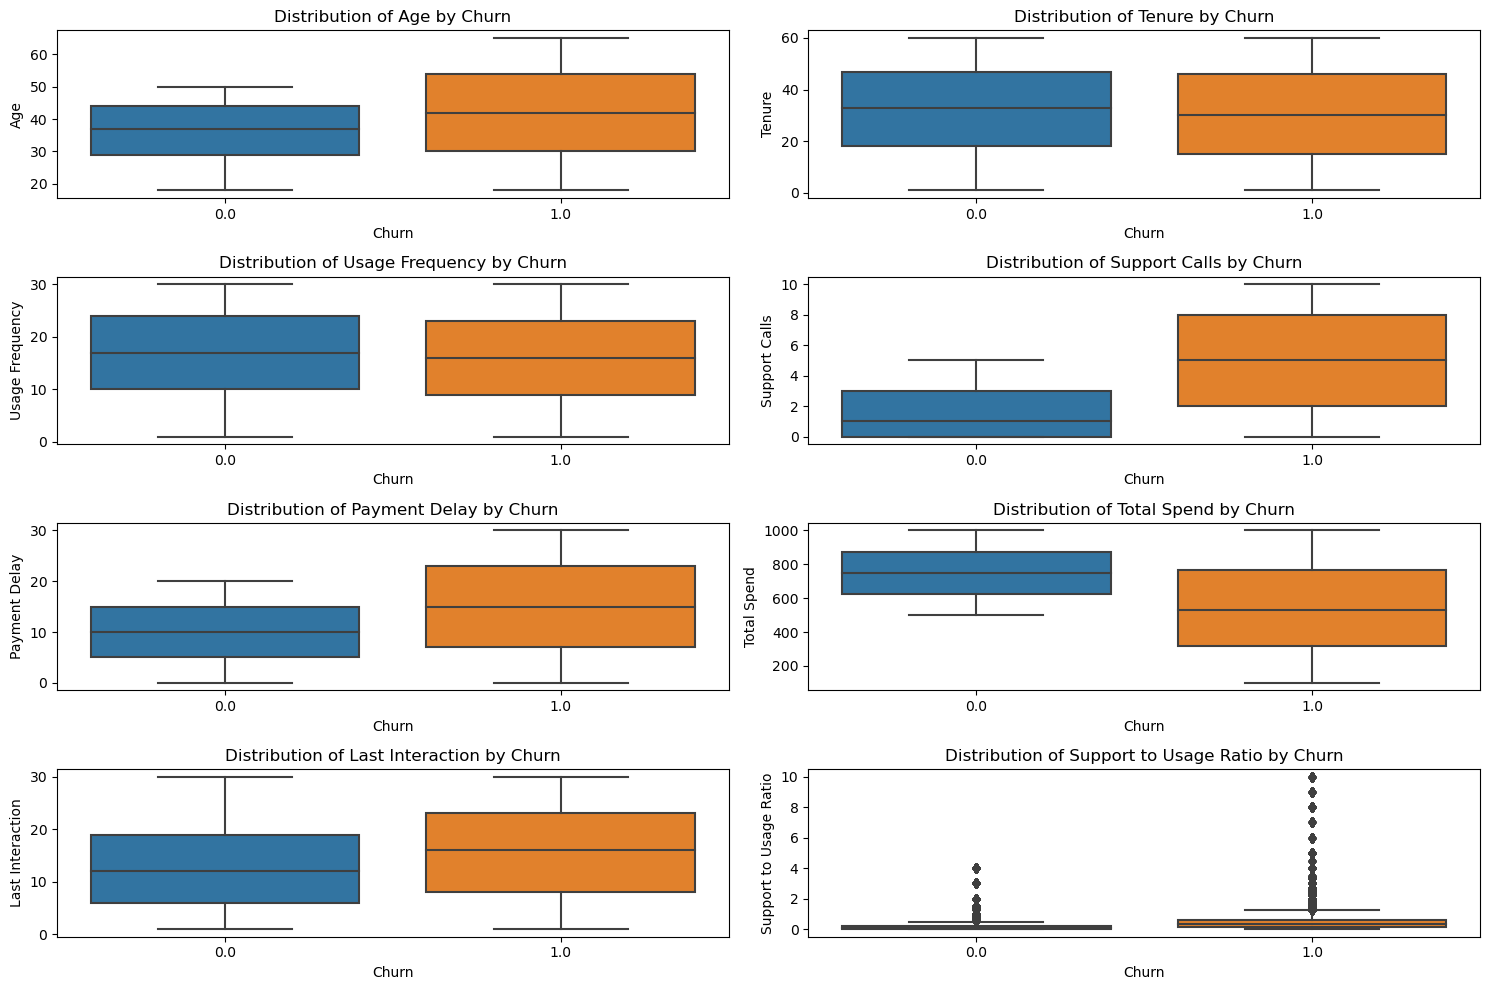 Distribution of Age by Churn
Age
60
50
40
30
20
0.0
1.0
Churn
Distribution of Tenure by Churn
Tenure
60
40
20
0
0.0
1.0
Churn
Distribution of Usage Frequency by Churn
Usage Frequency
30
20
10
0
0.0
1.0
Churn
Distribution of Support Calls by Churn
Support Calls
10
8
6
4
2
0
0.0
1.0
Churn
Distribution of Payment Delay by Churn
Payment Delay
30
20
10
0
0.0
1.0
Churn
Distribution of Total Spend by Churn
Total Spend
1000
800
600
400
200
0.0
1.0
Churn
Distribution of Last Interaction by Churn
Last Interaction
30
20
10
0
0.0
1.0
Churn
Distribution of Support to Usage Ratio by Churn
Support to Usage Ratio
10
8
6
4
2
0
0.0
1.0
Churn